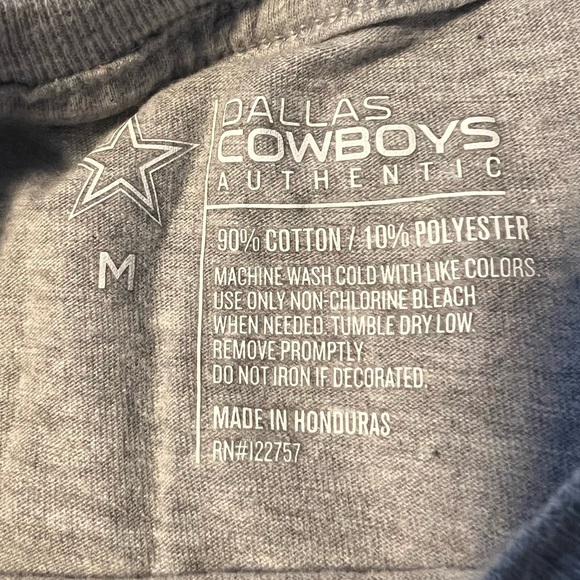 DALLAS
COWBOYS
AUTHENTIC
M
90% COTTON / 10% POLYESTER
MACHINE WASH COLD WITH LIKE COLORS.
USE ONLY NON-CHLORINE BLEACH
WHEN NEEDED. TUMBLE DRY LOW.
REMOVE PROMPTLY.
DO NOT IRON IF DECORATED.
MADE IN HONDURAS
RN#122757